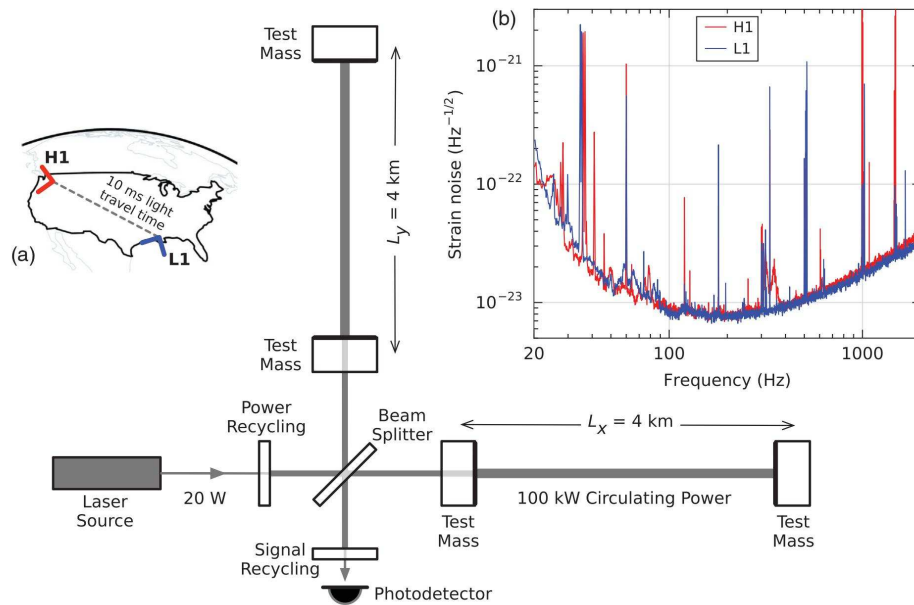 (a)
H1
10 ms light
travel time
L1
Test
Mass
L_y = 4 km
Test
Mass
Power
Recycling
Beam
Splitter
L_x = 4 km
Laser
Source
20 W
100 kW Circulating Power
Test
Mass
Test
Mass
Signal
Recycling
Photodetector
(b)
H1
L1
Strain noise (Hz^{-1/2})
10^{-21}
10^{-22}
10^{-23}
20
100
1000
Frequency (Hz)